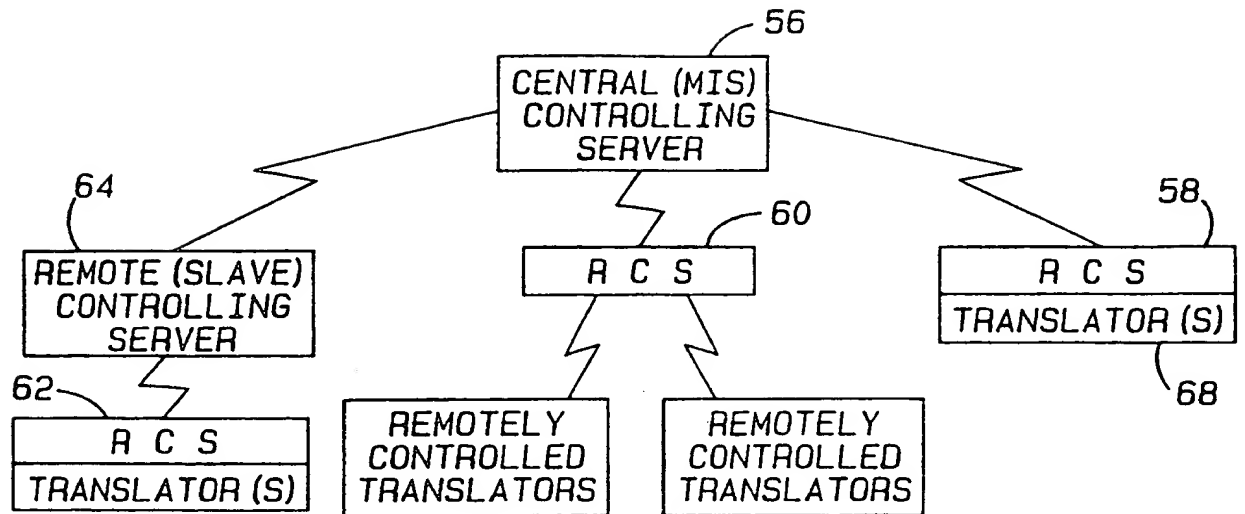 56
CENTRAL (MIS)
CONTROLLING
SERVER
64
60
58
REMOTE (SLAVE)
CONTROLLING
SERVER
R C S
R C S
TRANSLATOR (S)
68
62
R C S
TRANSLATOR (S)
REMOTELY
CONTROLLED
TRANSLATORS
REMOTELY
CONTROLLED
TRANSLATORS